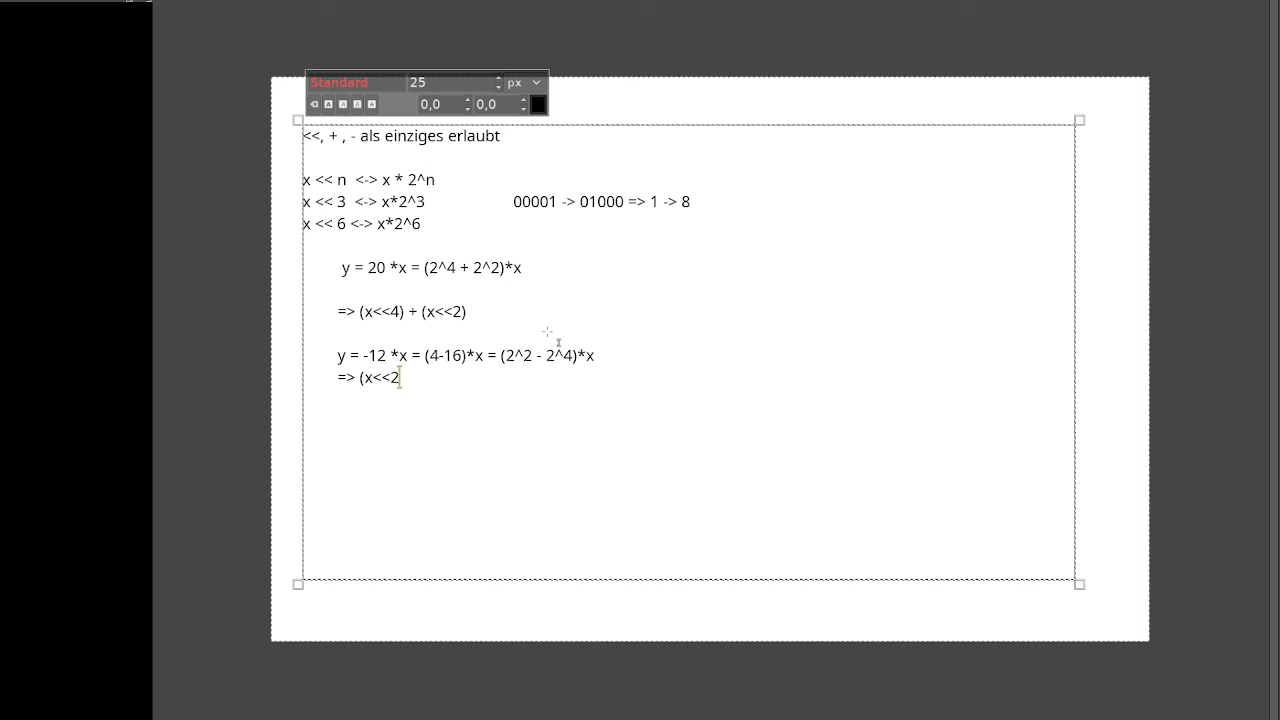 Standard 25 px
0,0 0,0
<<, + , - als einziges erlaubt
x << n <-> x * 2^n
x << 3 <-> x*2^3 00001 -> 01000 => 1 -> 8
x << 6 <-> x*2^6
y = 20 *x = (2^4 + 2^2)*x
=> (x<<4) + (x<<2)
y = -12 *x = (4-16)*x = (2^2 - 2^4)*x
=> (x<<2